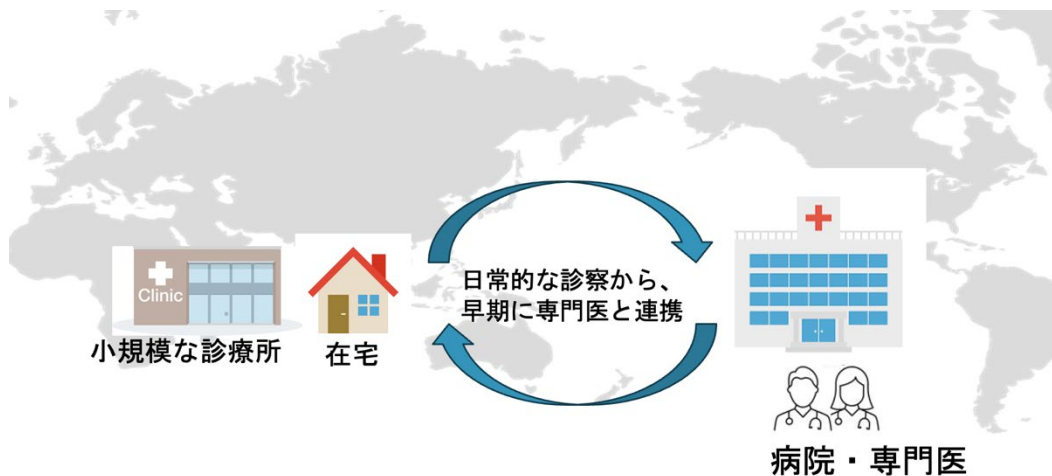 Clinic
小規模な診療所
在宅
日常的な診察から、
早期に専門医と連携
病院・専門医